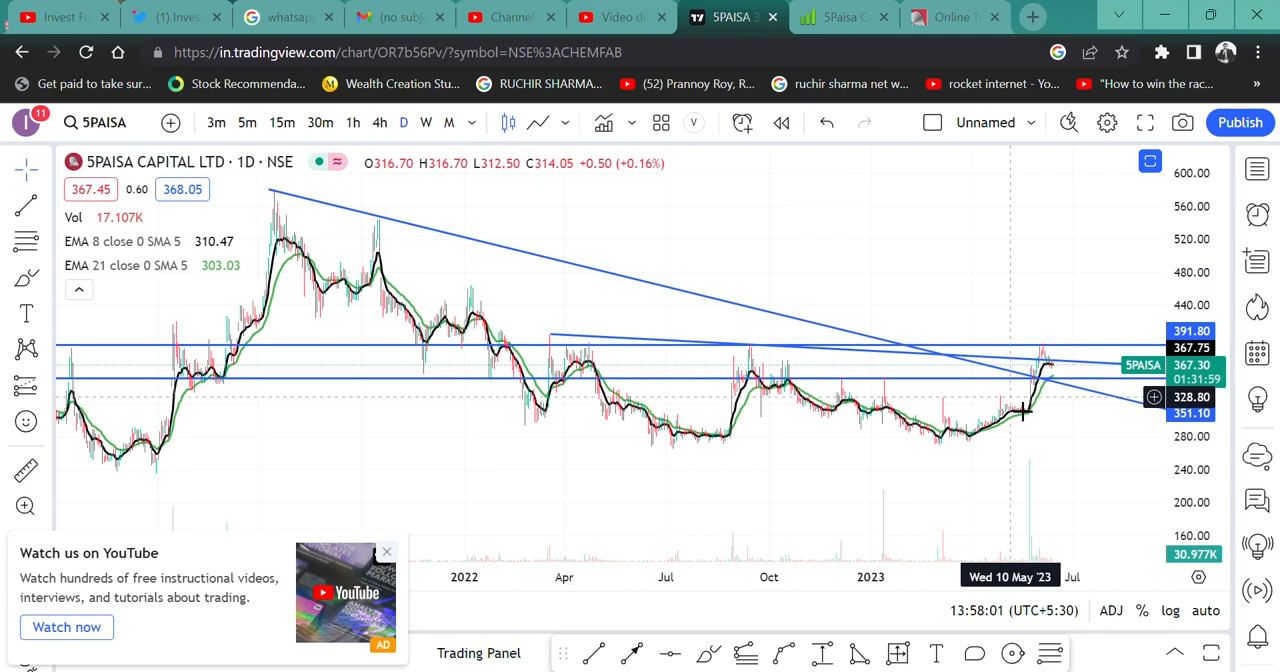 Invest Fo
(1) Invest
whatsapp
(no subje
Channel
Video de
5PAISA 3
5Paisa C
Online T
https://in.tradingview.com/chart/OR7b56Pv/?symbol=NSE%3ACHEMFAB
Get paid to take sur...
Stock Recommenda...
Wealth Creation Stu...
RUCHIR SHARMA...
(52) Prannoy Roy, R...
ruchir sharma net w...
rocket internet - Yo...
"How to win the rac...
»
I
11
5PAISA
3m 5m 15m 30m 1h 4h D W M
V
Unnamed
Publish
5PAISA CAPITAL LTD · 1D · NSE
O316.70 H316.70 L312.50 C314.05 +0.50 (+0.16%)
367.45 0.60 368.05
Vol 17.107K
EMA 8 close 0 SMA 5 310.47
EMA 21 close 0 SMA 5 303.03
600.00
560.00
520.00
480.00
440.00
391.80
367.75
5PAISA 367.30
01:31:59
328.80
351.10
280.00
240.00
200.00
160.00
30.977K
Watch us on YouTube
Watch hundreds of free instructional videos,
interviews, and tutorials about trading.
Watch now
YouTube
AD
2022 Apr Jul Oct 2023 Wed 10 May '23 Jul
13:58:01 (UTC+5:30) ADJ % log auto
Trading Panel